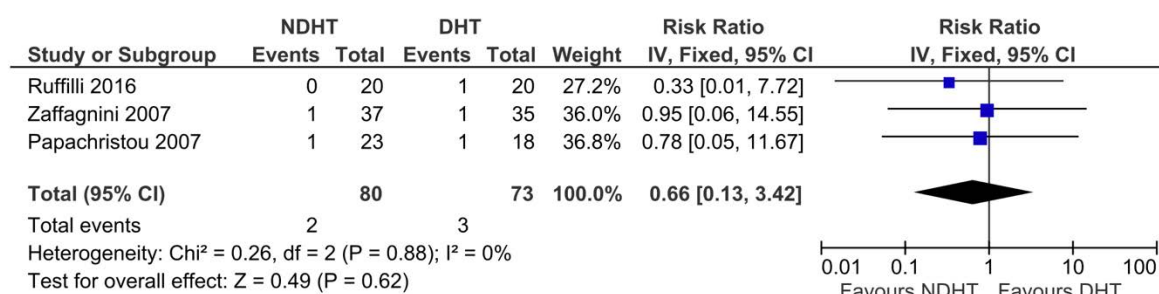 NDHT DHT Risk Ratio Risk Ratio
Study or Subgroup Events Total Events Total Weight IV, Fixed, 95% CI IV, Fixed, 95% CI
Ruffilli 2016 0 20 1 20 27.2% 0.33 [0.01, 7.72]
Zaffagnini 2007 1 37 1 35 36.0% 0.95 [0.06, 14.55]
Papachristou 2007 1 23 1 18 36.8% 0.78 [0.05, 11.67]
Total (95% CI) 80 73 100.0% 0.66 [0.13, 3.42]
Total events 2 3
Heterogeneity: Chi² = 0.26, df = 2 (P = 0.88); I² = 0%
Test for overall effect: Z = 0.49 (P = 0.62)
0.01 0.1 1 10 100
Favours NDHT Favours DHT